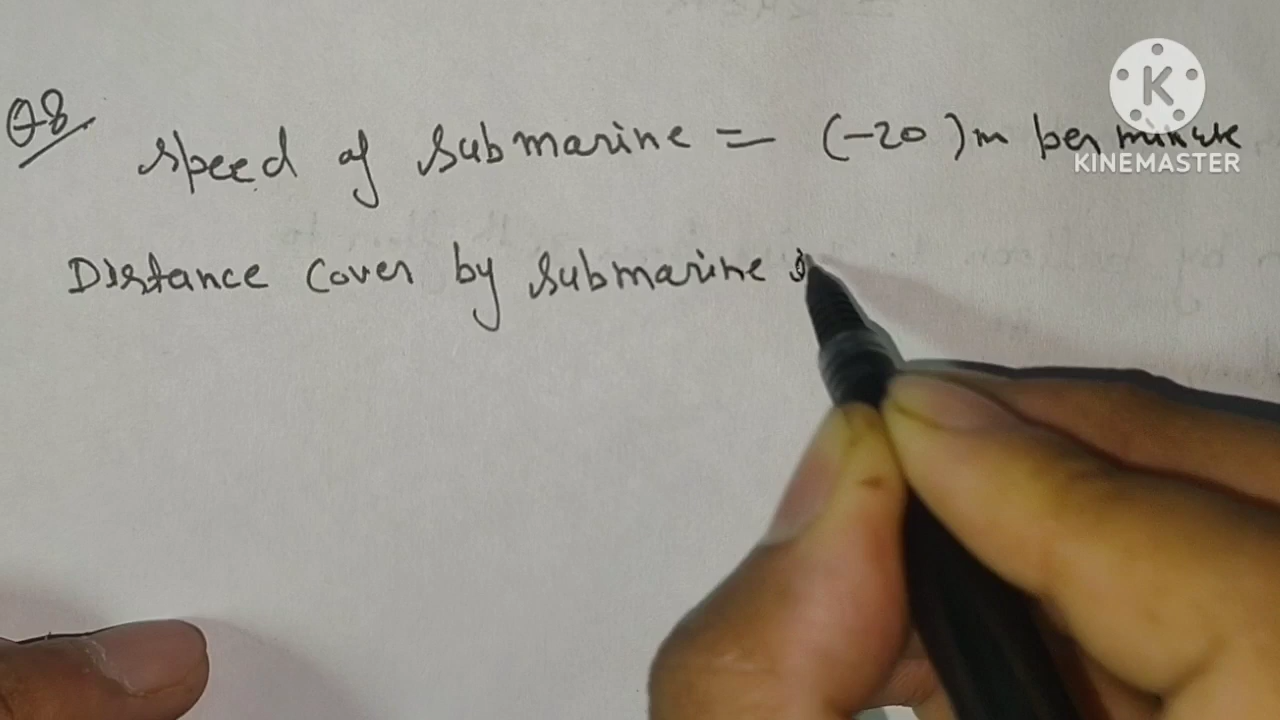 Q8.
Speed of submarine = (-20) m per minute
KINEMASTER
Distance cover by submarine